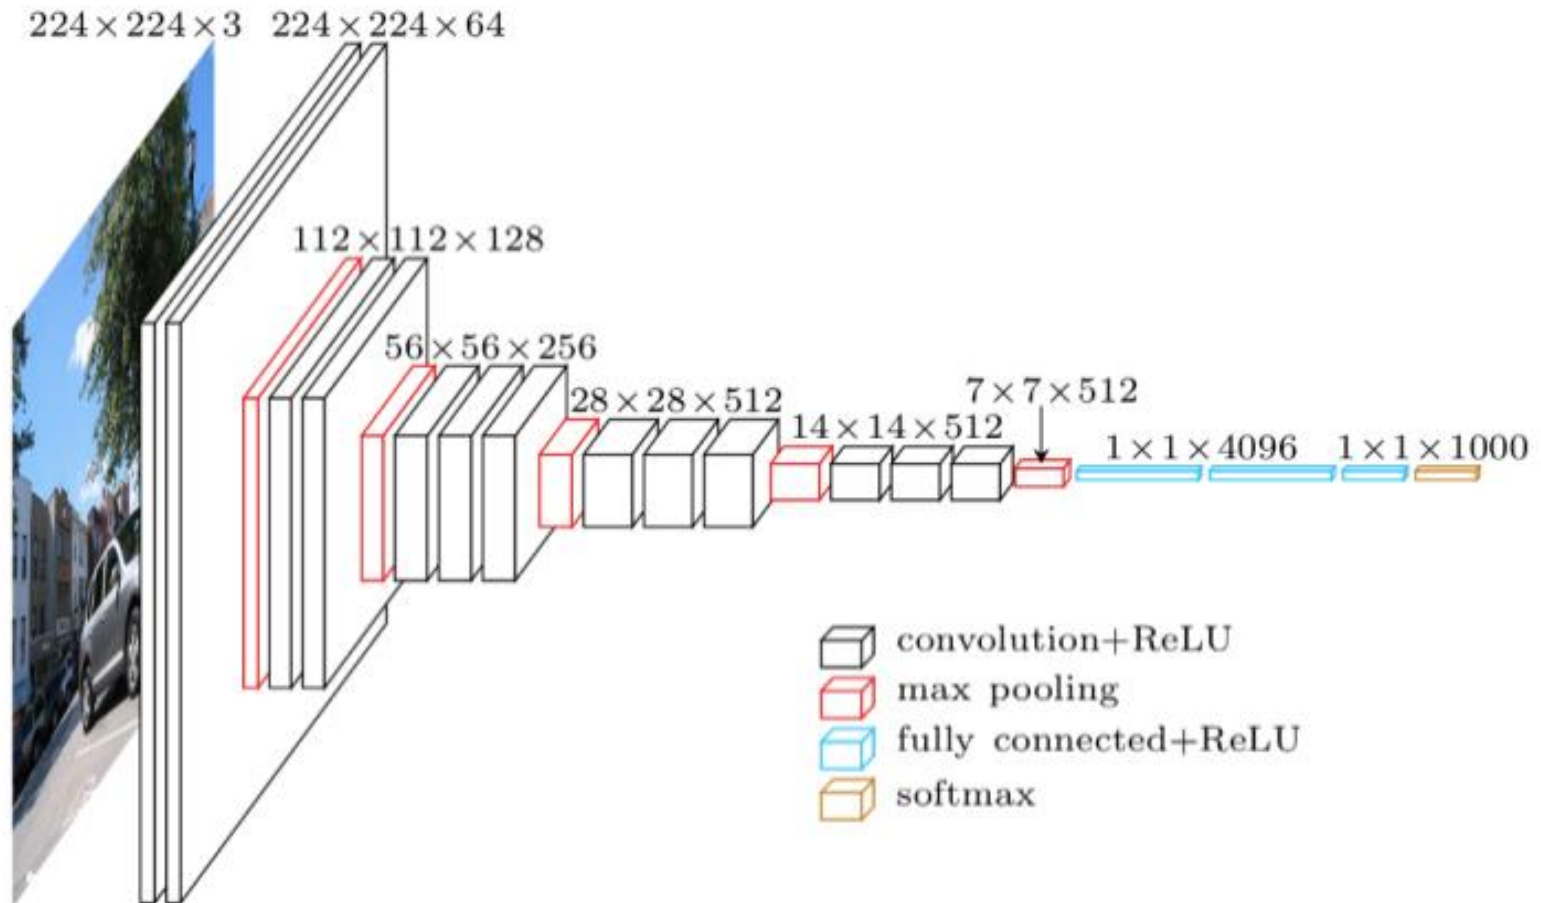 224×224×3
224×224×64
112×112×128
56×56×256
28×28×512
14×14×512
7×7×512
1×1×4096
1×1×1000
convolution+ReLU
max pooling
fully connected+ReLU
softmax